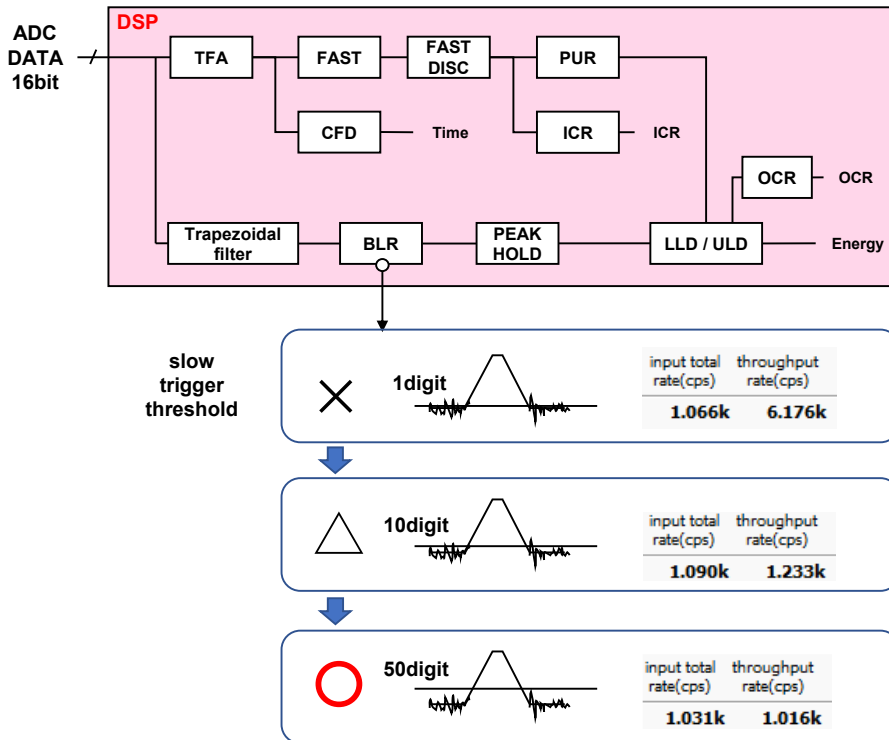 DSP
ADC
DATA
16bit
TFA
FAST
FAST
DISC
PUR
CFD
Time
ICR
ICR
OCR
OCR
Trapezoidal
filter
BLR
PEAK
HOLD
LLD / ULD
Energy
slow
trigger
threshold
1digit
input total throughput
rate(cps) rate(cps)
1.066k 6.176k
10digit
input total throughput
rate(cps) rate(cps)
1.090k 1.233k
50digit
input total throughput
rate(cps) rate(cps)
1.031k 1.016k